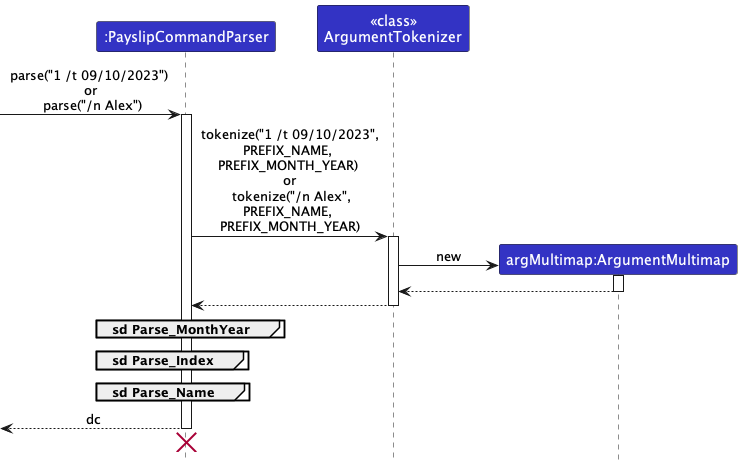 :PayslipCommandParser
«class»
ArgumentTokenizer
parse("1 /t 09/10/2023")
or
parse("/n Alex")
tokenize("1 /t 09/10/2023",
PREFIX_NAME,
PREFIX_MONTH_YEAR)
or
tokenize("/n Alex",
PREFIX_NAME,
PREFIX_MONTH_YEAR)
new
argMultimap:ArgumentMultimap
sd Parse_MonthYear
sd Parse_Index
sd Parse_Name
dc